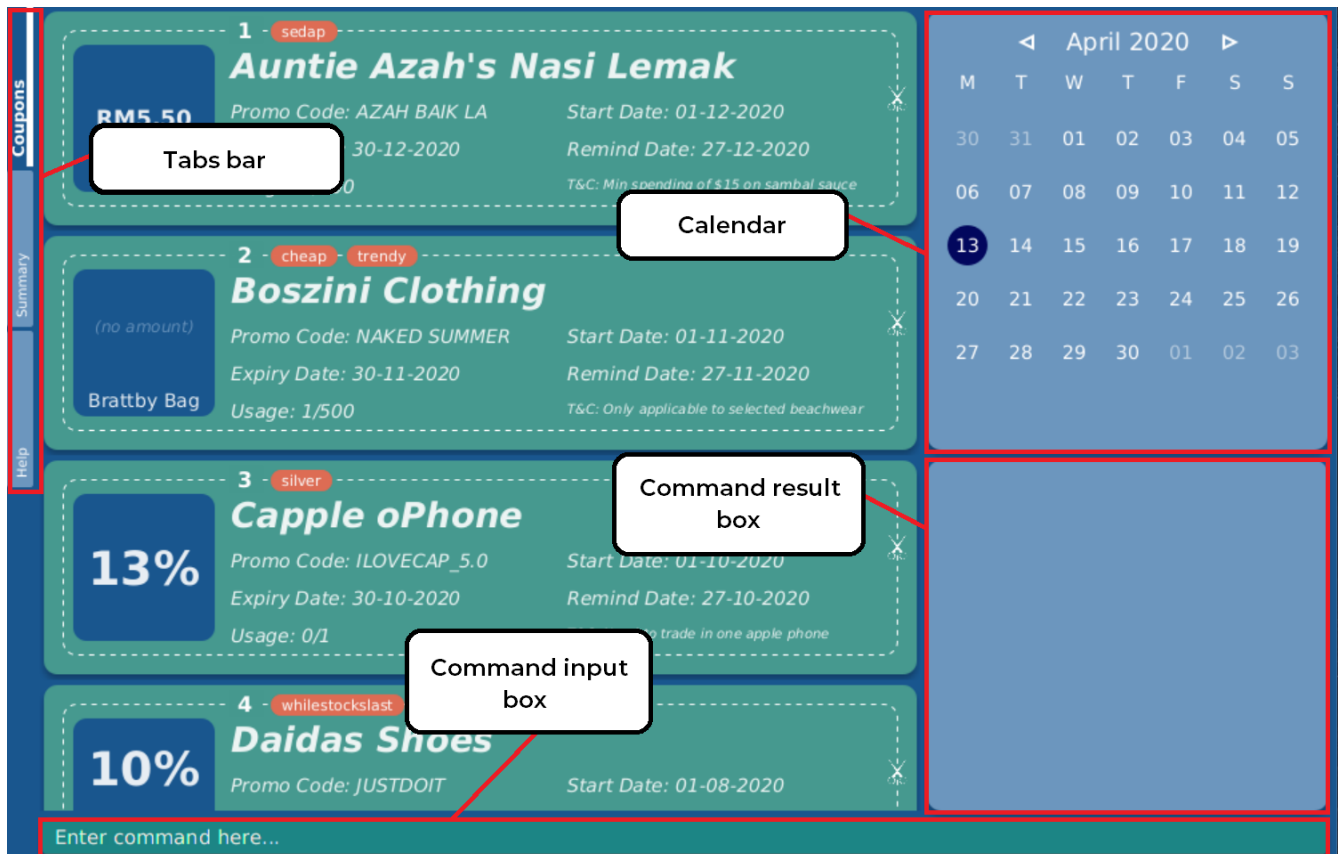 Coupons
Summary
Help
1 sedap
Auntie Azah's Nasi Lemak
RM5.50
Promo Code: AZAH BAIK LA
Start Date: 01-12-2020
30-12-2020
Remind Date: 27-12-2020
T&C: Min spending of $15 on sambal sauce
Tabs bar
Calendar
2 cheap trendy
Boszini Clothing
(no amount)
Brattby Bag
Promo Code: NAKED SUMMER
Start Date: 01-11-2020
Expiry Date: 30-11-2020
Remind Date: 27-11-2020
Usage: 1/500
T&C: Only applicable to selected beachwear
3 silver
Capple oPhone
13%
Promo Code: ILOVECAP_5.0
Start Date: 01-10-2020
Expiry Date: 30-10-2020
Remind Date: 27-10-2020
Usage: 0/1
to trade in one apple phone
Command result
box
Command input
box
4 whilestockslast
Daidas Shoes
10%
Promo Code: JUSTDOIT
Start Date: 01-08-2020
April 2020
M T W T F S S
30 31 01 02 03 04 05
06 07 08 09 10 11 12
13 14 15 16 17 18 19
20 21 22 23 24 25 26
27 28 29 30 01 02 03
Enter command here...